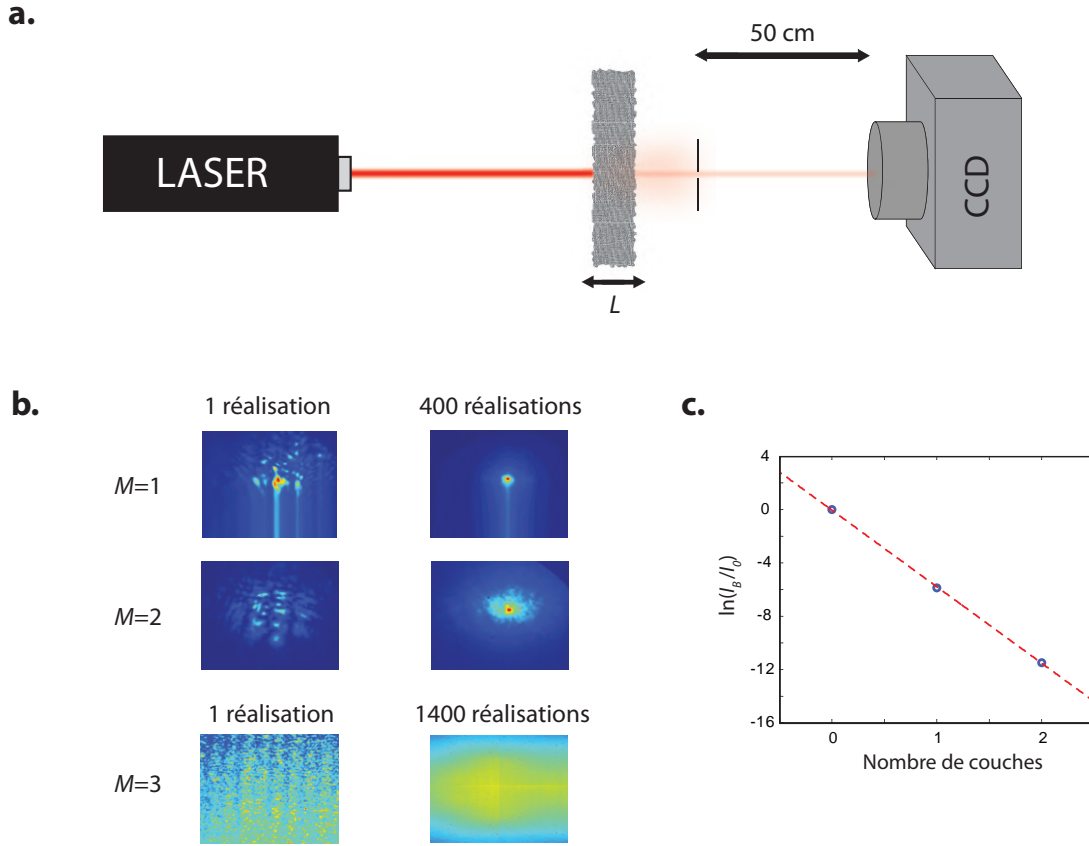 a.
50 cm
LASER
CCD
L
b.
1 réalisation
400 réalisations
M=1
M=2
1 réalisation
1400 réalisations
M=3
c.
4
0
-4
-8
-12
-16
ln(I_B/I_0)
0
1
2
Nombre de couches